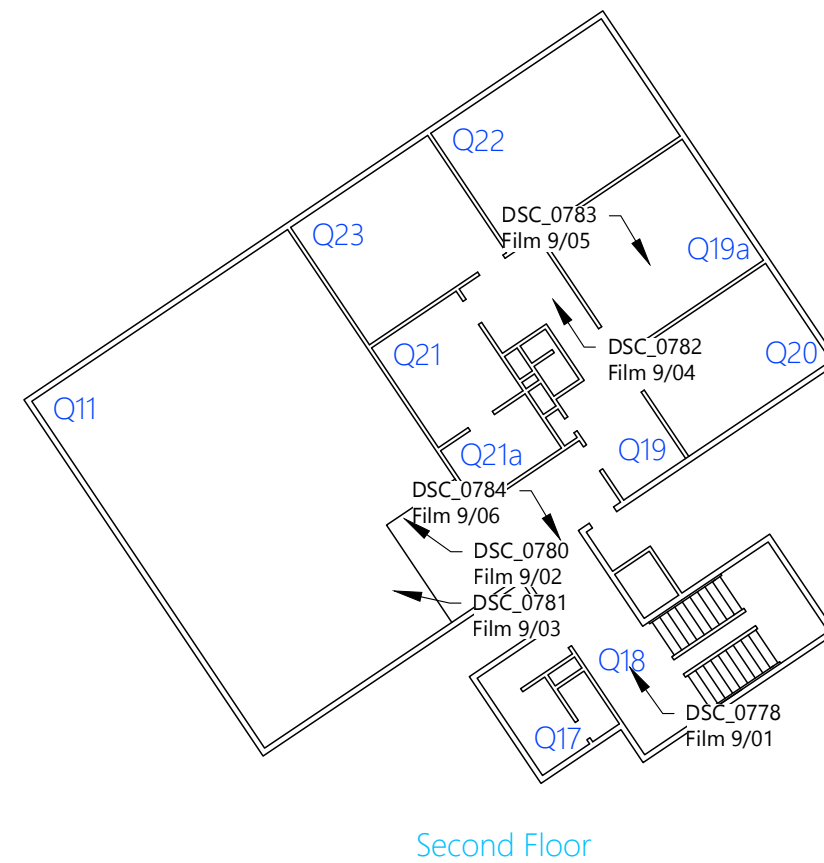 Q22
DSC_0783
Film 9/05
Q23
Q19a
DSC_0782
Film 9/04
Q21
Q20
Q11
Q19
Q21a
DSC_0784
Film 9/06
DSC_0780
Film 9/02
DSC_0781
Film 9/03
Q18
DSC_0778
Film 9/01
Q17
Second Floor